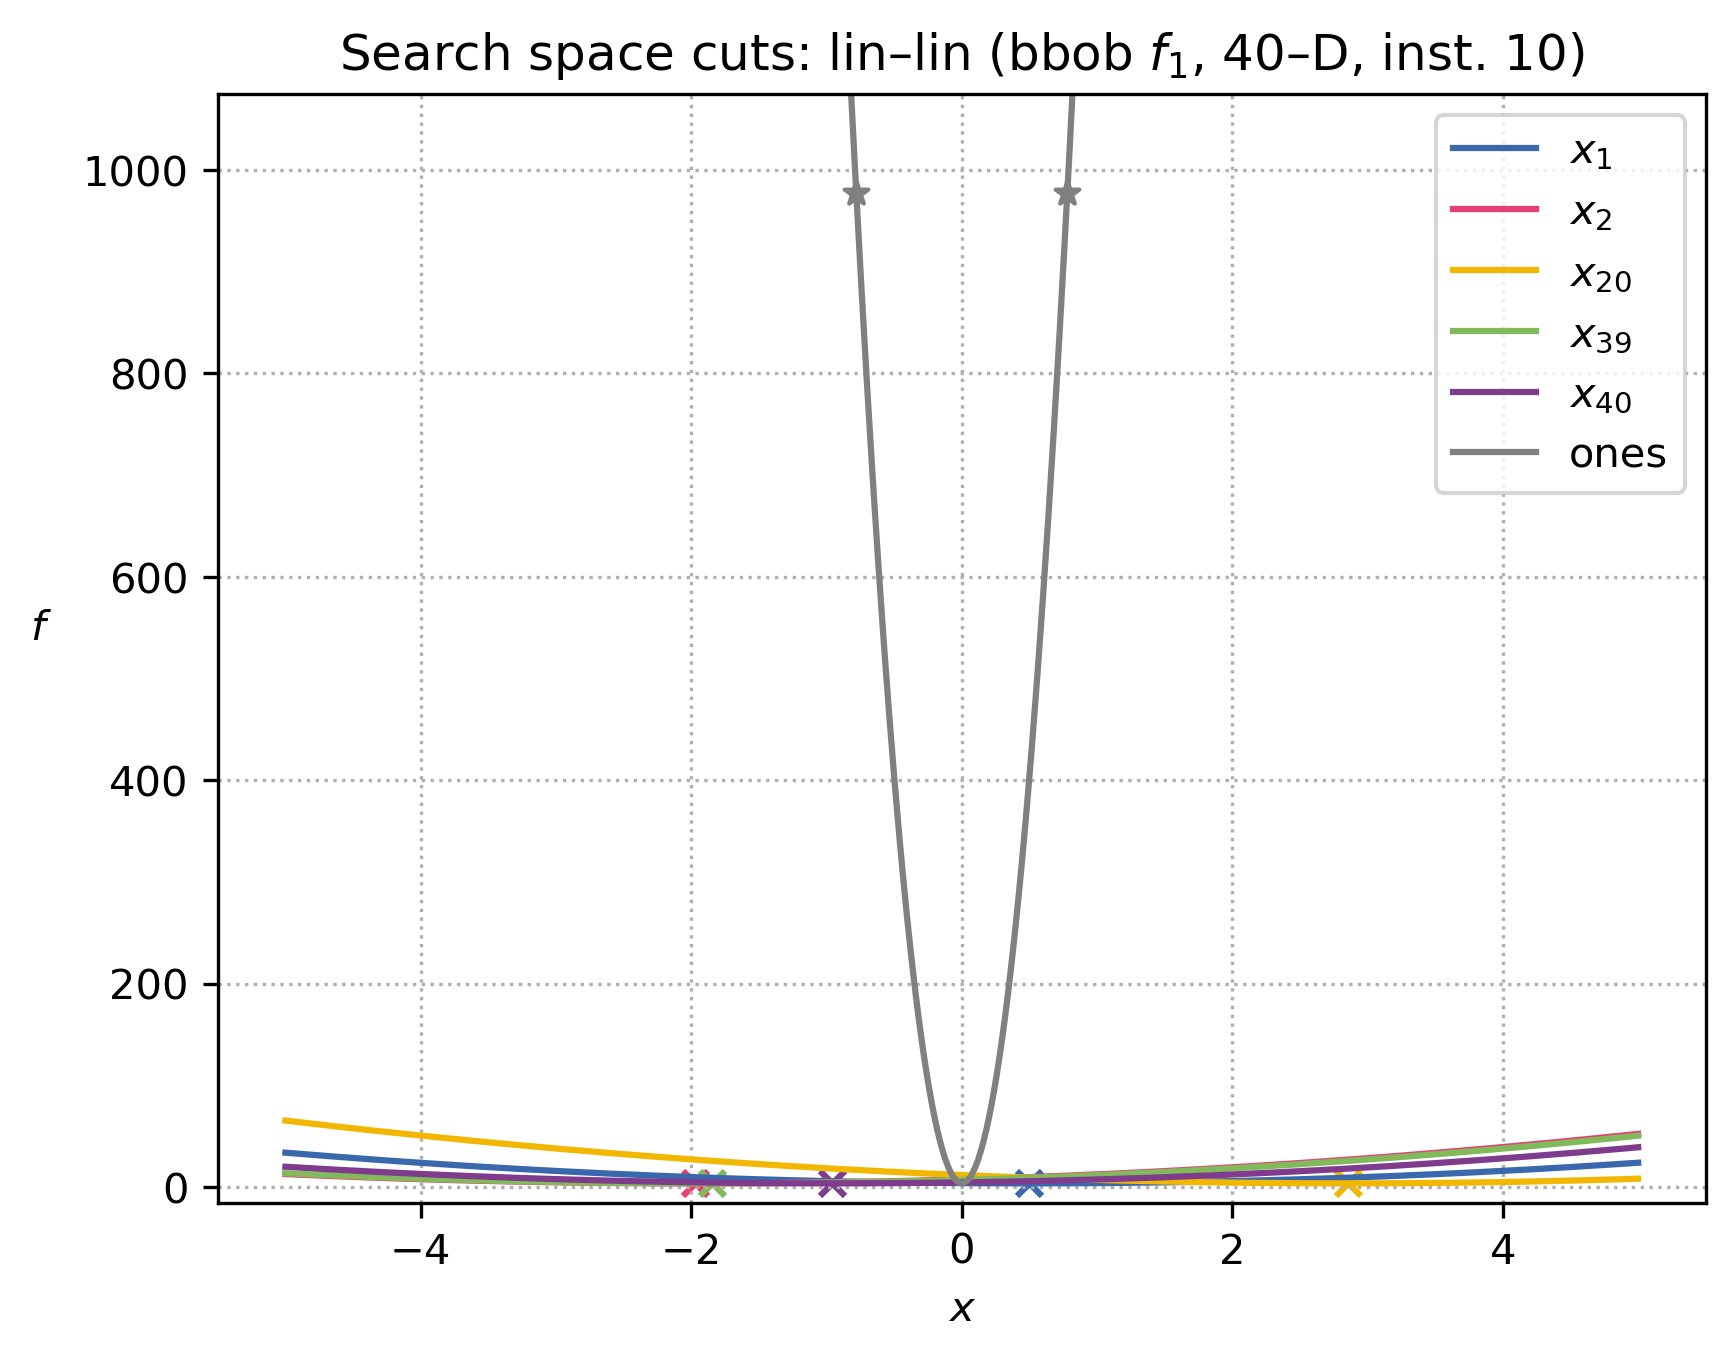 Search space cuts: lin–lin (bbob f₁, 40–D, inst. 10)
1000
800
600
400
200
0
f
−4
−2
0
2
4
x
x₁
x₂
x₂₀
x₃₉
x₄₀
ones